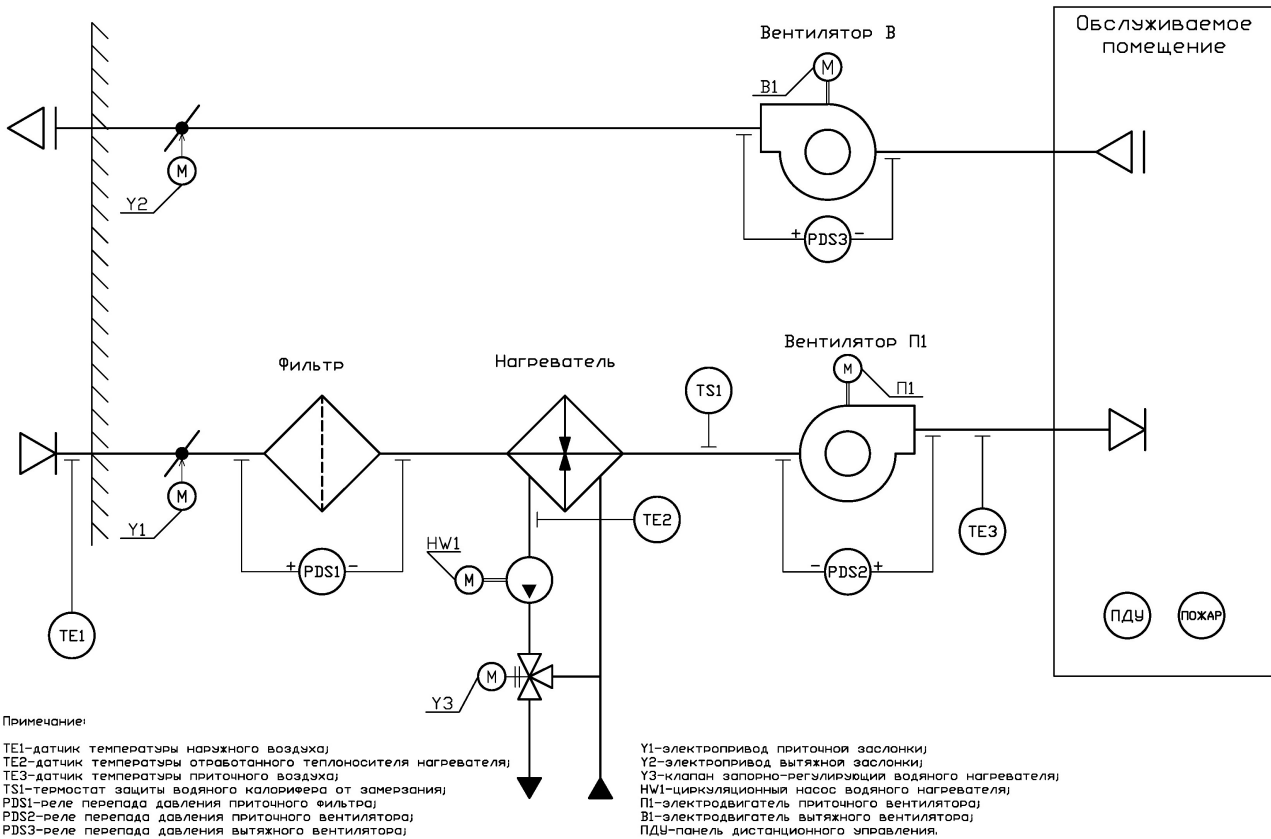 Вентилятор В
Обслуживаемое
помещение
M
В1
M
Y2
+ PDS3 -
Вентилятор П1
Фильтр
Нагреватель
M
П1
TS1
M
Y1
TE2
TE3
HW1
+ PDS1 -
M
- PDS2 +
TE1
ПДУ
ПОЖАР
M
Y3
Примечание:
TE1-датчик температуры наружного воздуха;
TE2-датчик температуры отработанного теплоносителя нагревателя;
TE3-датчик температуры приточного воздуха;
TS1-термостат защиты водяного калорифера от замерзания;
PDS1-реле перепада давления приточного фильтра;
PDS2-реле перепада давления приточного вентилятора;
PDS3-реле перепада давления вытяжного вентилятора;
Y1-электропривод приточной заслонки;
Y2-электропривод вытяжной заслонки;
Y3-клапан запорно-регулирующий водяного нагревателя;
HW1-циркуляционный насос водяного нагревателя;
П1-электродвигатель приточного вентилятора;
В1-электродвигатель вытяжного вентилятора;
ПДУ-панель дистанционного управления.